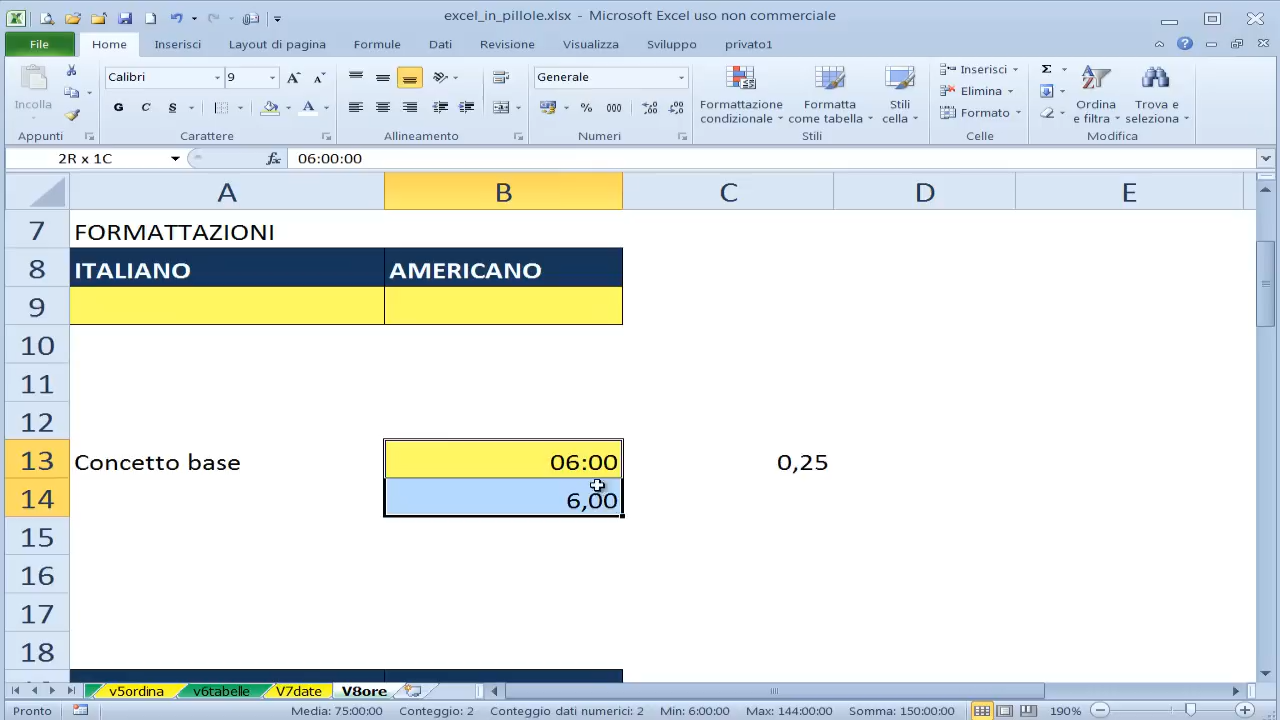 excel_in_pillole.xlsx - Microsoft Excel uso non commerciale
File Home Inserisci Layout di pagina Formule Dati Revisione Visualizza Sviluppo privato1
Incolla
Appunti
Calibri 9
G C S
Carattere
Allineamento
Generale
% 000
Numeri
Formattazione condizionale
Formatta come tabella
Stili cella
Stili
Inserisci
Elimina
Formato
Celle
Ordina e filtra
Trova e seleziona
Modifica
2R x 1C fx 06:00:00
A B C D E
7 FORMATTAZIONI
8 ITALIANO AMERICANO
9
10
11
12
13 Concetto base 06:00 0,25
14 6,00
15
16
17
18
v5ordina v6tabelle V7date V8ore
Pronto Media: 75:00:00 Conteggio: 2 Conteggio dati numerici: 2 Min: 6:00:00 Max: 144:00:00 Somma: 150:00:00 190%